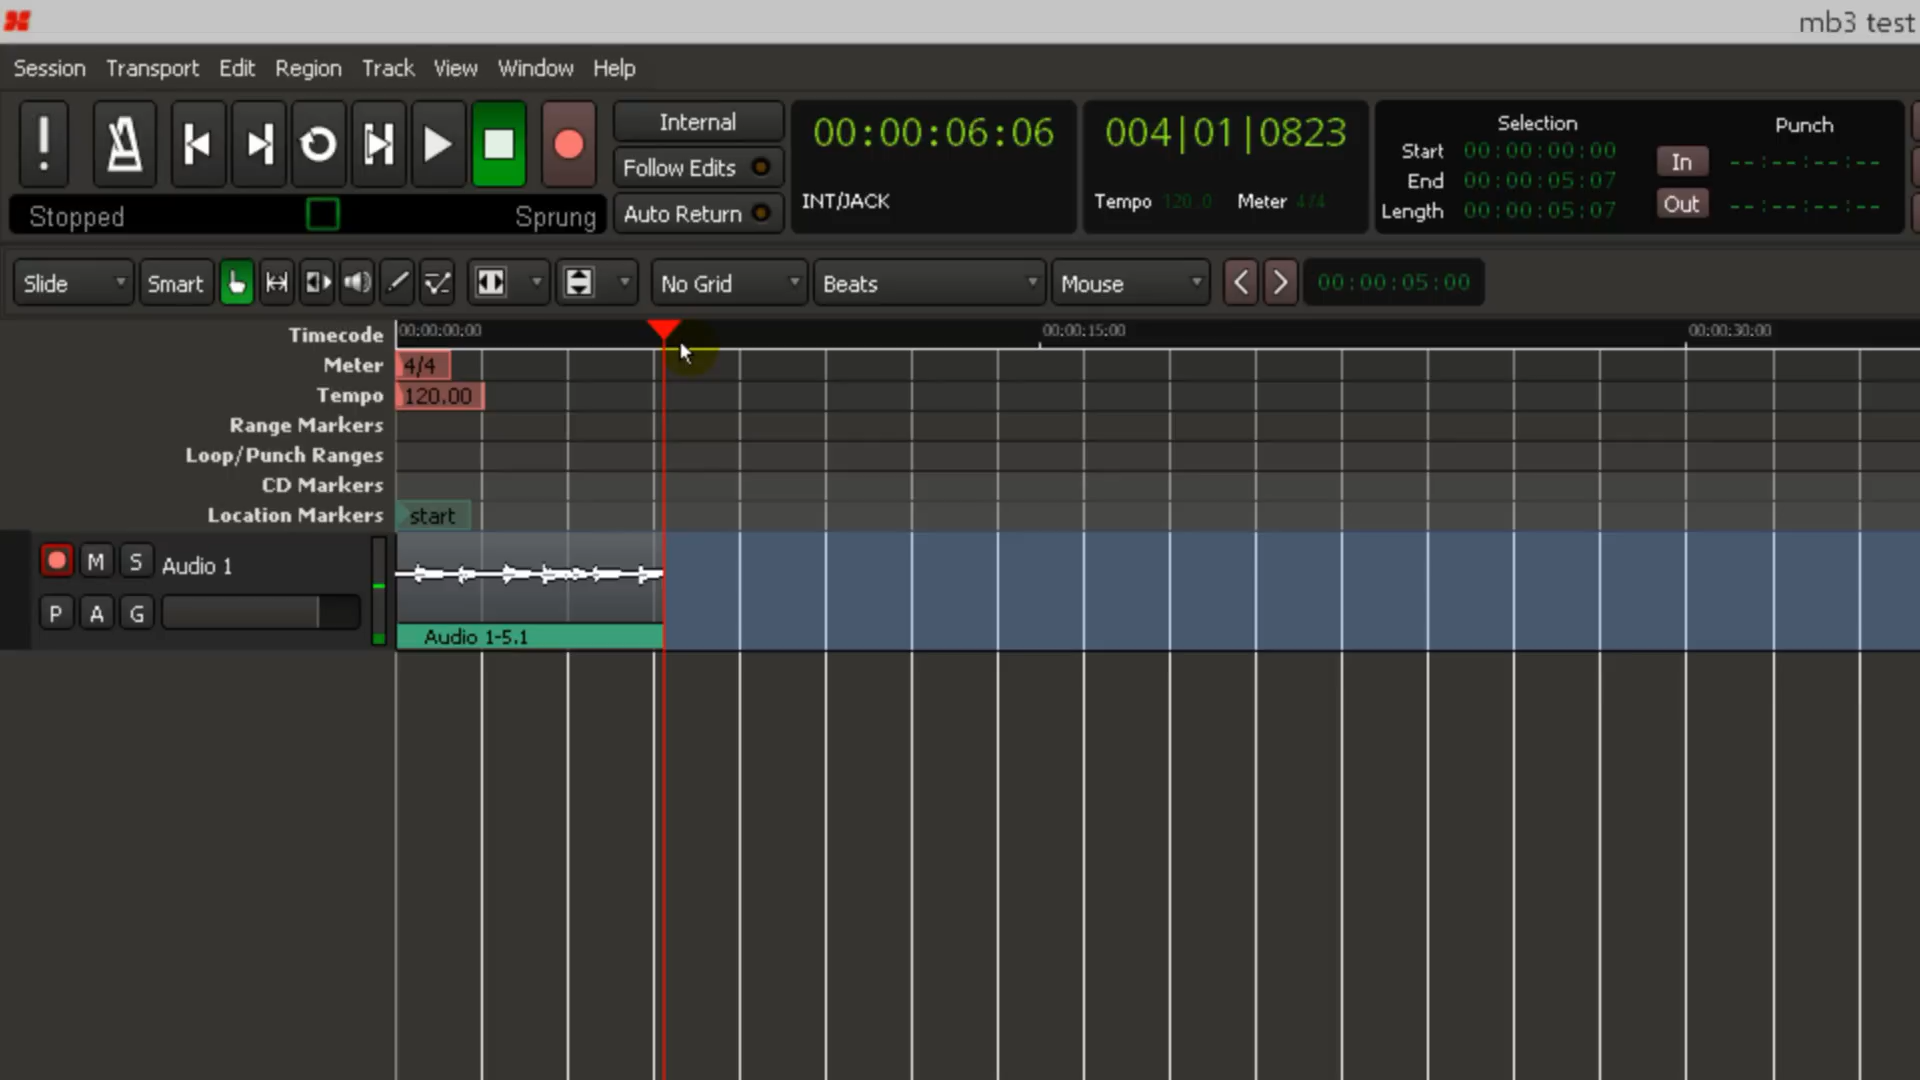 mb3 test
Session Transport Edit Region Track View Window Help
Internal
Follow Edits
Auto Return
Stopped Sprung
00:00:06:06
INT/JACK
004|01|0823
Tempo 120.0 Meter 4/4
Selection
Start 00:00:00:00
End 00:00:05:07
Length 00:00:05:07
Punch
In --:--:--:--
Out --:--:--:--
Slide Smart No Grid Beats Mouse 00:00:05:00
Timecode 00:00:00:00 00:00:15:00 00:00:30:00
Meter 4/4
Tempo 120.00
Range Markers
Loop/Punch Ranges
CD Markers
Location Markers start
M S Audio 1
P A G
Audio 1-5.1